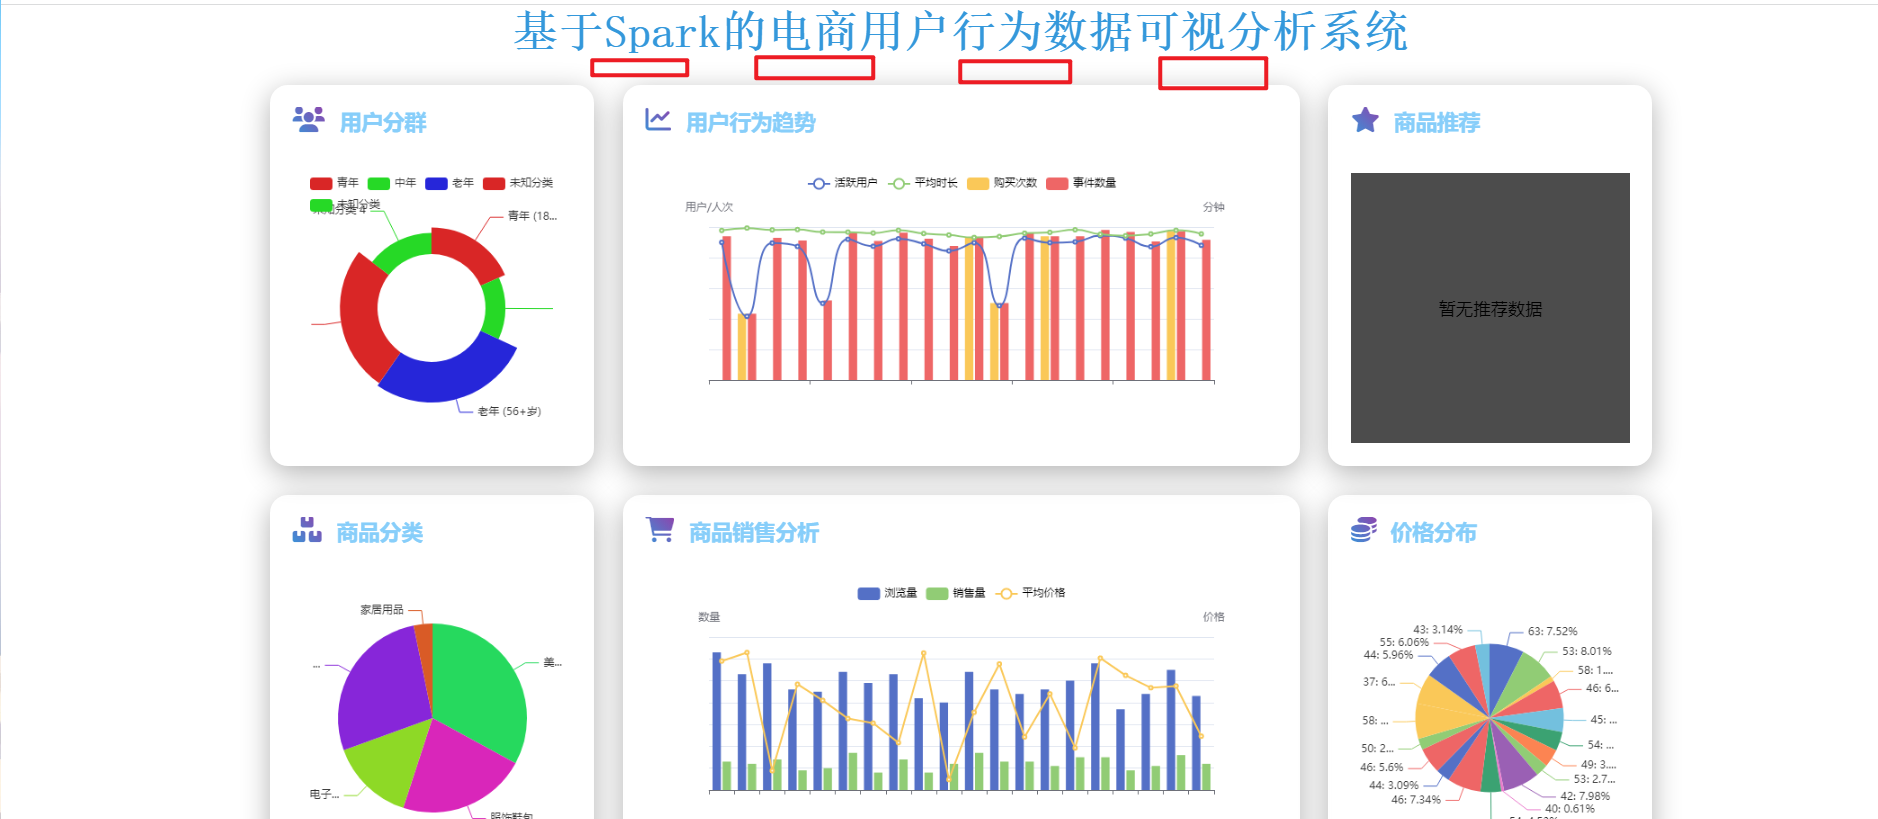 基于Spark的电商用户行为数据可视分析系统
用户分群
青年 中年 老年 未知分类
未知分类
未知分类 4
青年 (18...
老年 (56+岁)
用户行为趋势
活跃用户 平均时长 购买次数 事件数量
用户/人次 分钟
商品推荐
暂无推荐数据
商品分类
家居用品
美...
...
电子...
服饰鞋包
商品销售分析
浏览量 销售量 平均价格
数量 价格
价格分布
43: 3.14%
63: 7.52%
55: 6.06%
53: 8.01%
44: 5.96%
58: 1....
37: 6...
46: 6...
58: ...
45: ...
50: 2...
54: ...
46: 5.6%
49: 3....
44: 3.09%
53: 2.7...
46: 7.34%
42: 7.98%
40: 0.61%